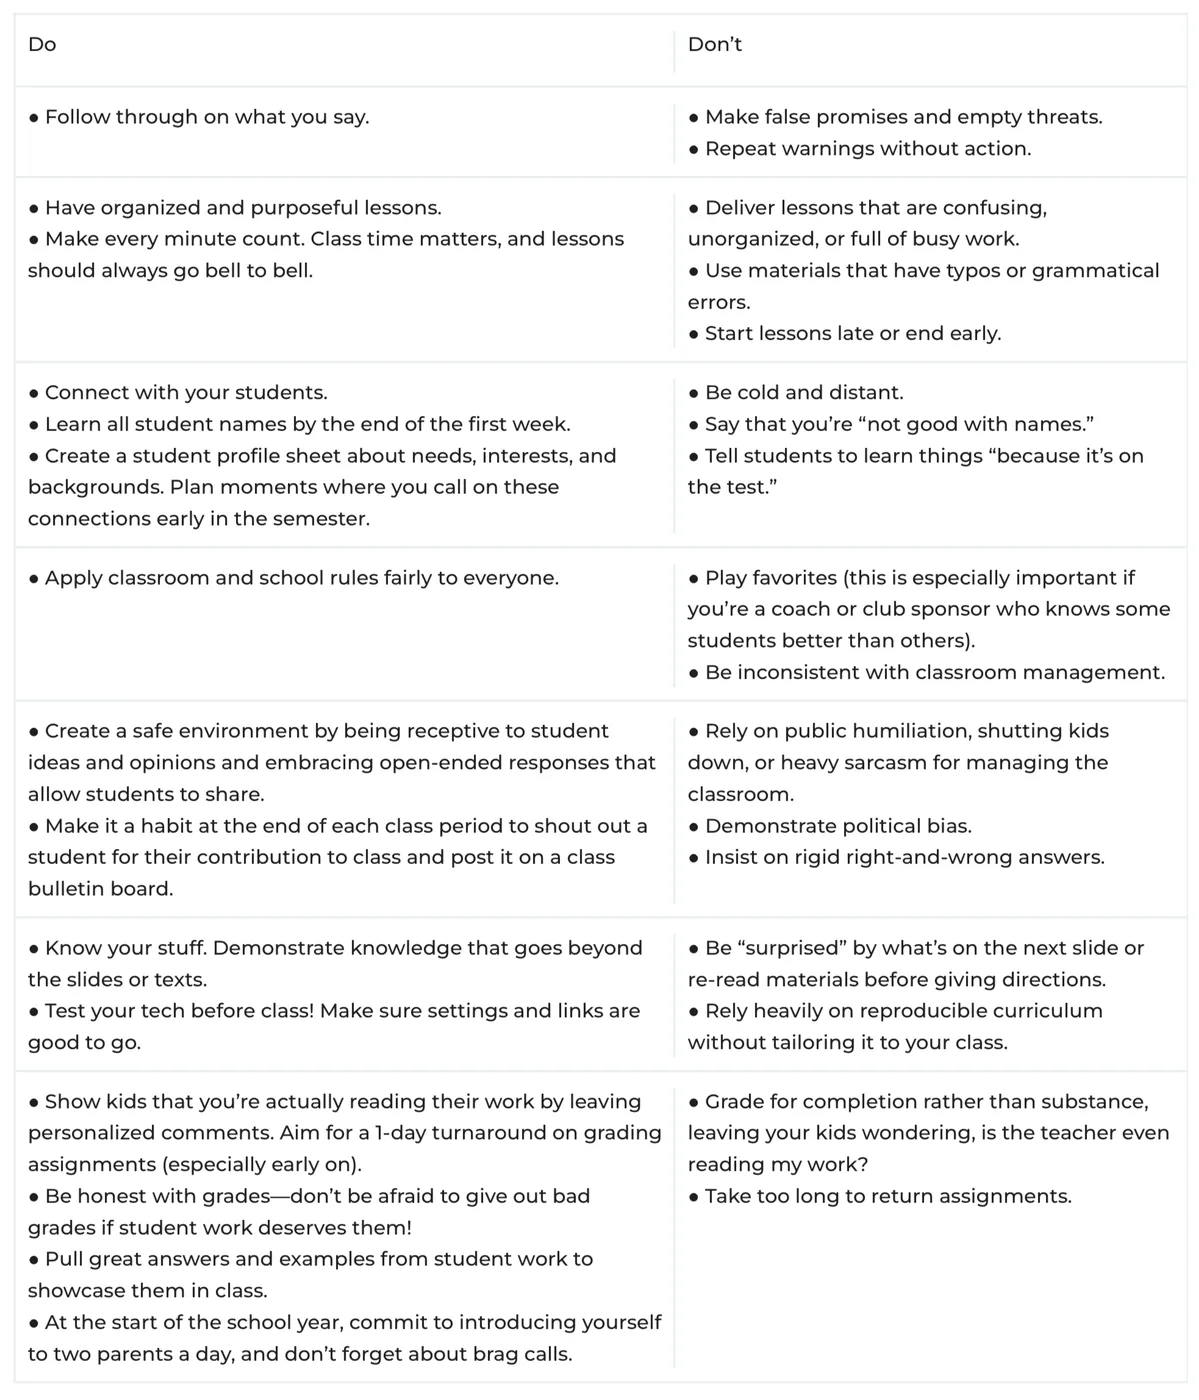 Do
Don’t
● Follow through on what you say.
● Make false promises and empty threats.
● Repeat warnings without action.
● Have organized and purposeful lessons.
● Make every minute count. Class time matters, and lessons
should always go bell to bell.
● Deliver lessons that are confusing,
unorganized, or full of busy work.
● Use materials that have typos or grammatical
errors.
● Start lessons late or end early.
● Connect with your students.
● Learn all student names by the end of the first week.
● Create a student profile sheet about needs, interests, and
backgrounds. Plan moments where you call on these
connections early in the semester.
● Be cold and distant.
● Say that you’re “not good with names.”
● Tell students to learn things “because it’s on
the test.”
● Apply classroom and school rules fairly to everyone.
● Play favorites (this is especially important if
you’re a coach or club sponsor who knows some
students better than others).
● Be inconsistent with classroom management.
● Create a safe environment by being receptive to student
ideas and opinions and embracing open-ended responses that
allow students to share.
● Make it a habit at the end of each class period to shout out a
student for their contribution to class and post it on a class
bulletin board.
● Rely on public humiliation, shutting kids
down, or heavy sarcasm for managing the
classroom.
● Demonstrate political bias.
● Insist on rigid right-and-wrong answers.
● Know your stuff. Demonstrate knowledge that goes beyond
the slides or texts.
● Test your tech before class! Make sure settings and links are
good to go.
● Be “surprised” by what’s on the next slide or
re-read materials before giving directions.
● Rely heavily on reproducible curriculum
without tailoring it to your class.
● Show kids that you’re actually reading their work by leaving
personalized comments. Aim for a 1-day turnaround on grading
assignments (especially early on).
● Be honest with grades—don’t be afraid to give out bad
grades if student work deserves them!
● Pull great answers and examples from student work to
showcase them in class.
● At the start of the school year, commit to introducing yourself
to two parents a day, and don’t forget about brag calls.
● Grade for completion rather than substance,
leaving your kids wondering, is the teacher even
reading my work?
● Take too long to return assignments.